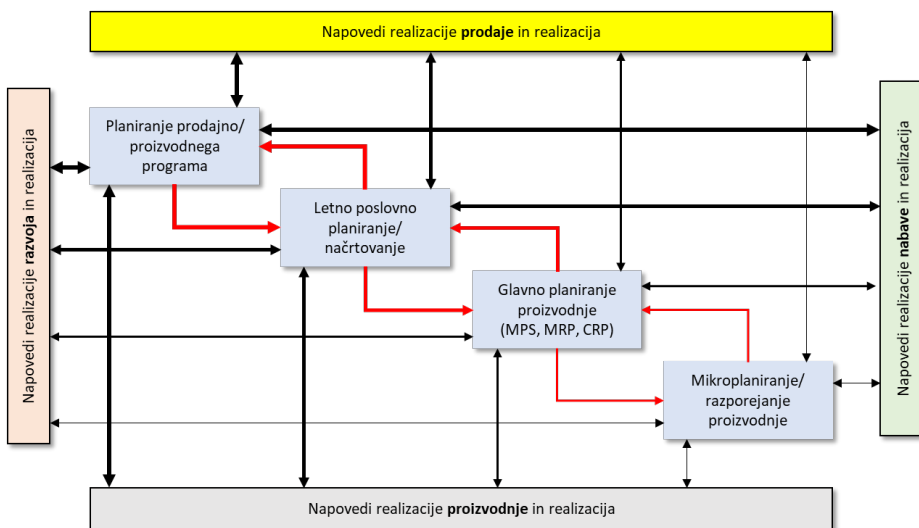 Napovedi realizacije prodaje in realizacija
Napovedi realizacije razvoja in realizacija
Planiranje prodajno/
proizvodnega
programa
Letno poslovno
planiranje/
načrtovanje
Glavno planiranje
proizvodnje
(MPS, MRP, CRP)
Mikroplaniranje/
razporejanje
proizvodnje
Napovedi realizacije nabave in realizacija
Napovedi realizacije proizvodnje in realizacija